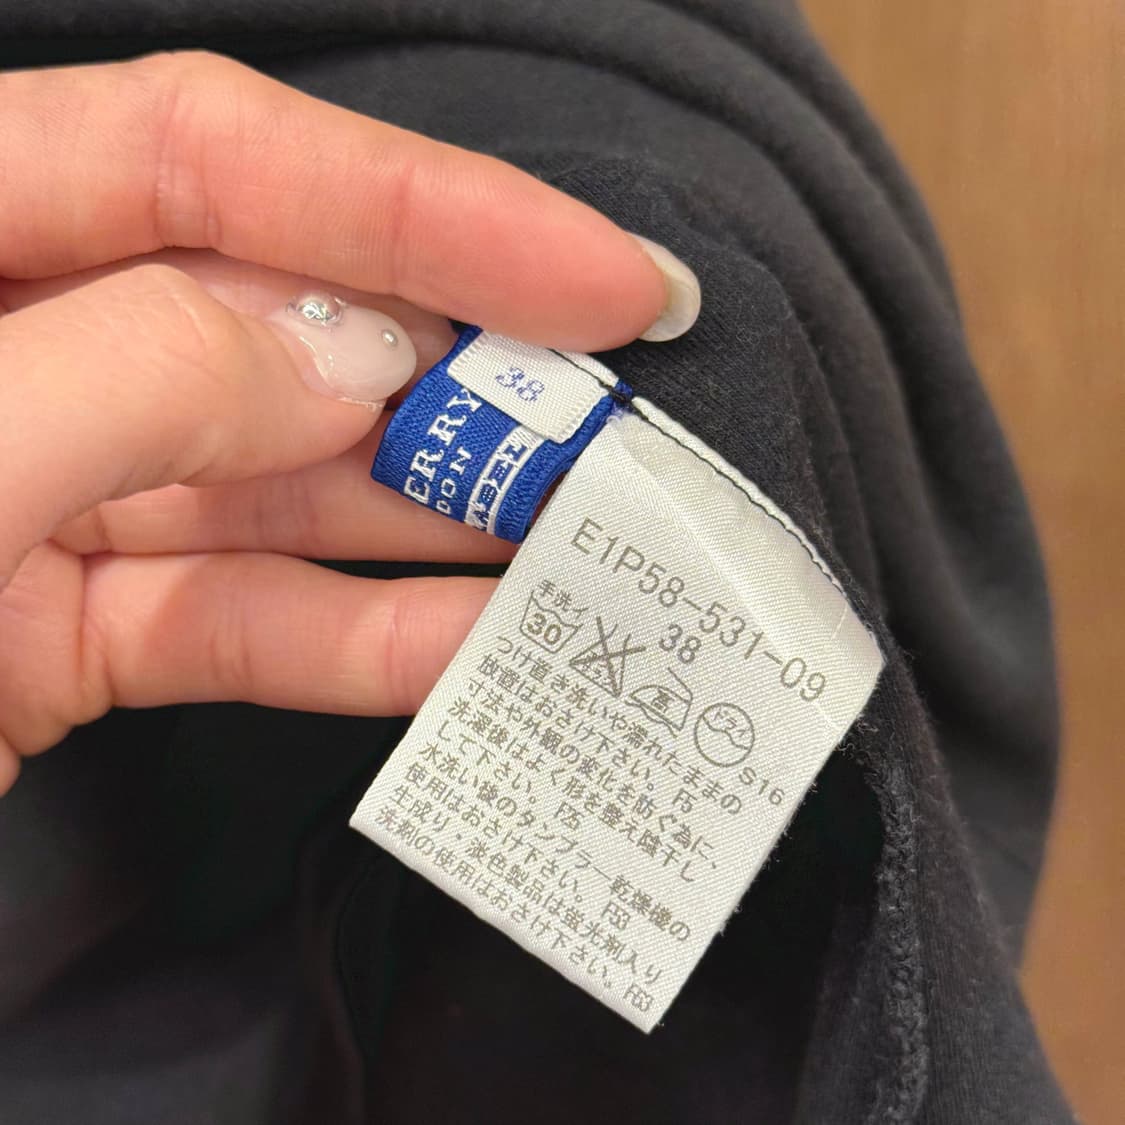 38
ERRY
DON
E1P58-531-09
38
手洗イ
30
中
ドライ
S16
つけ置き洗いや濡れたままの
放置はおさけ下さい。 F5
寸法や外観の変化を防ぐ為に、
洗濯後はよく形を整え陰干し
して下さい。 F25
水洗い後のタンブラー乾燥機の
使用はおさけ下さい。 F53
生成り・淡色製品は蛍光剤入り
洗剤の使用はおさけ下さい。 F63